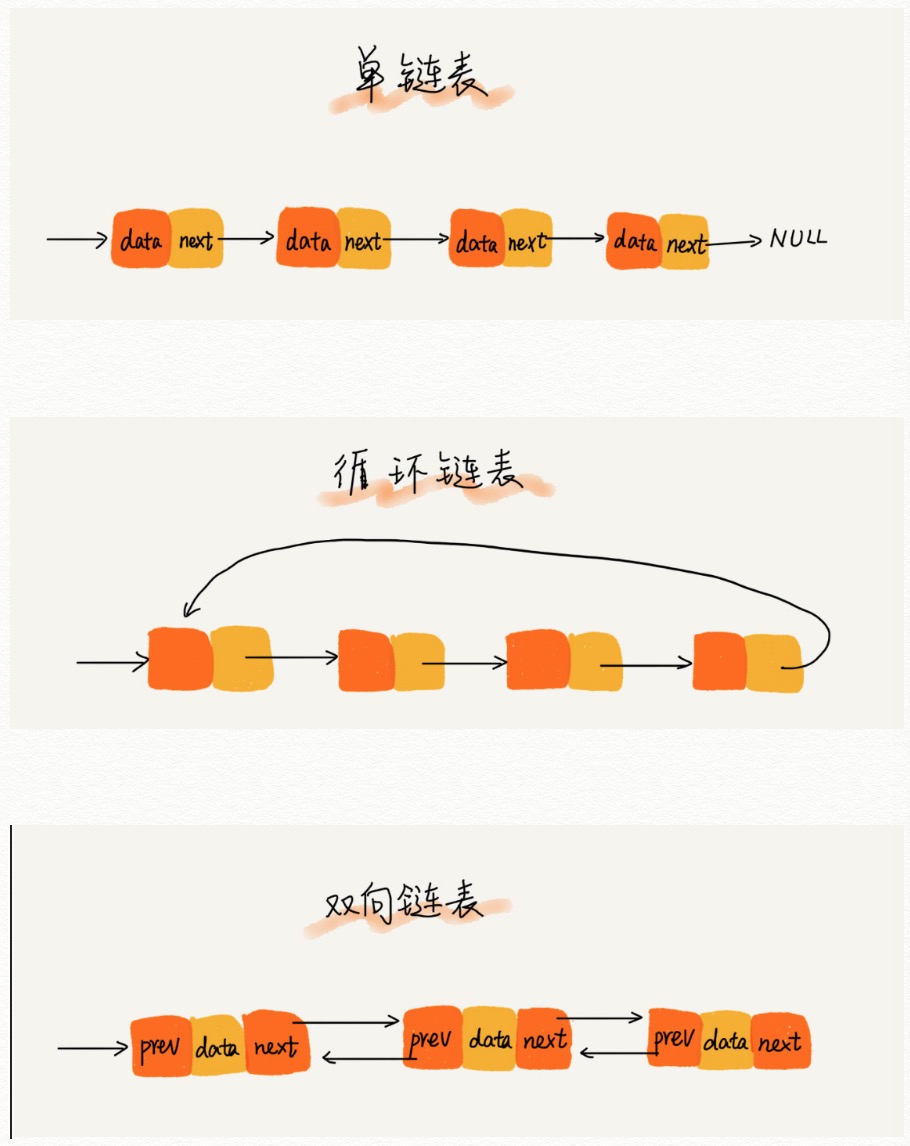 单链表
data next data next data next data next NULL
循环链表
双向链表
prev data next prev data next prev data next